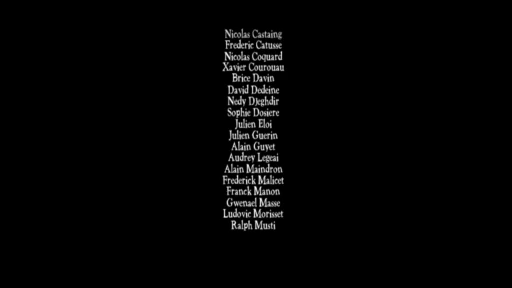 Nicolas Castaing
Frederic Catusse
Nicolas Coquard
Xavier Courouau
Brice Davin
David Dedeine
Nedy Djeghdir
Sophie Dosiere
Julien Eloi
Julien Guerin
Alain Guyet
Audrey Legeai
Alain Maindron
Frederick Malicet
Franck Manon
Gwenael Masse
Ludovic Morisset
Ralph Musti